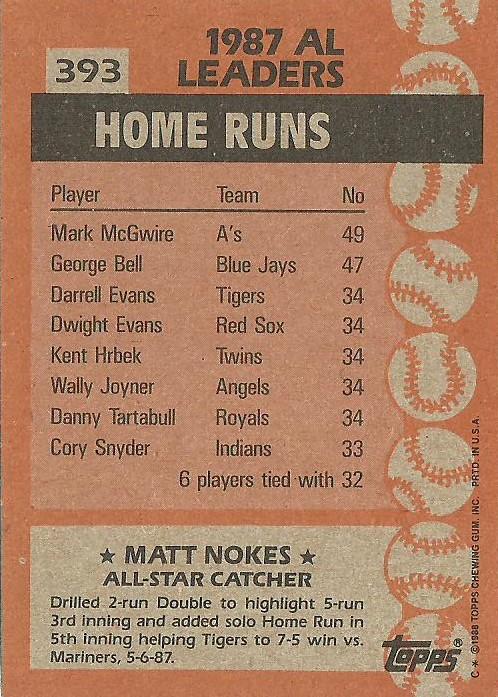 393
1987 AL
LEADERS
HOME RUNS
Player Team No
Mark McGwire A's 49
George Bell Blue Jays 47
Darrell Evans Tigers 34
Dwight Evans Red Sox 34
Kent Hrbek Twins 34
Wally Joyner Angels 34
Danny Tartabull Royals 34
Cory Snyder Indians 33
6 players tied with 32
★ MATT NOKES ★
ALL-STAR CATCHER
Drilled 2-run Double to highlight 5-run
3rd inning and added solo Home Run in
5th inning helping Tigers to 7-5 win vs.
Mariners, 5-6-87.
topps®
C * ©1988 TOPPS CHEWING GUM, INC. PRTD. IN U.S.A.